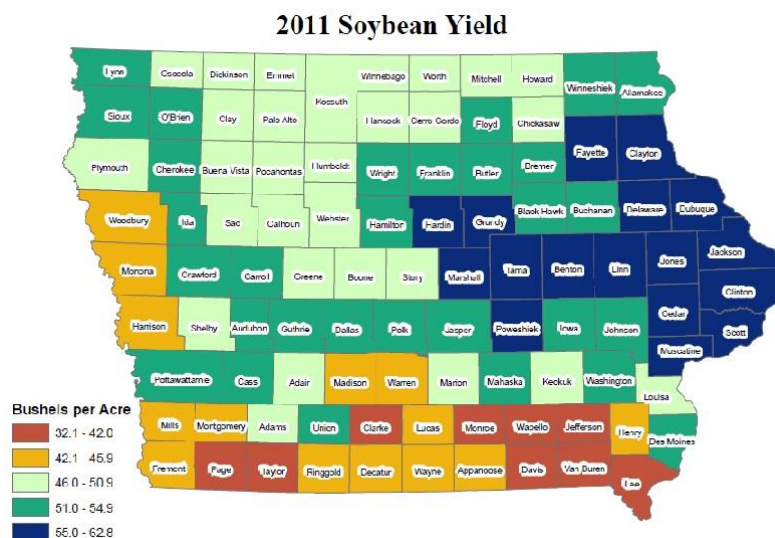 2011 Soybean Yield
Lyon Osceola Dickinson Emmet Winnebago Worth Mitchell Howard Winneshiek Allamakee
Kossuth
Sioux O'Brien Clay Palo Alto Hancock Cerro Gordo Floyd Chickasaw
Fayette Clayton
Plymouth Cherokee Buena Vista Pocahontas Humboldt Wright Franklin Butler Bremer
Woodbury Ida Sac Calhoun Webster Hamilton Hardin Grundy Black Hawk Buchanan Delaware Dubuque
Jackson
Monona Crawford Carroll Greene Boone Story Marshall Tama Benton Linn Jones
Clinton
Harrison Shelby Audubon Guthrie Dallas Polk Jasper Poweshiek Iowa Johnson Cedar Scott
Muscatine
Pottawattamie Cass Adair Madison Warren Marion Mahaska Keokuk Washington
Louisa
Bushels per Acre
Mills Montgomery Adams Union Clarke Lucas Monroe Wapello Jefferson Henry Des Moines
32.1 - 42.0
42.1 - 45.9
Fremont Page Taylor Ringgold Decatur Wayne Appanoose Davis Van Buren Lee
46.0 - 50.9
51.0 - 54.9
55.0 - 62.8